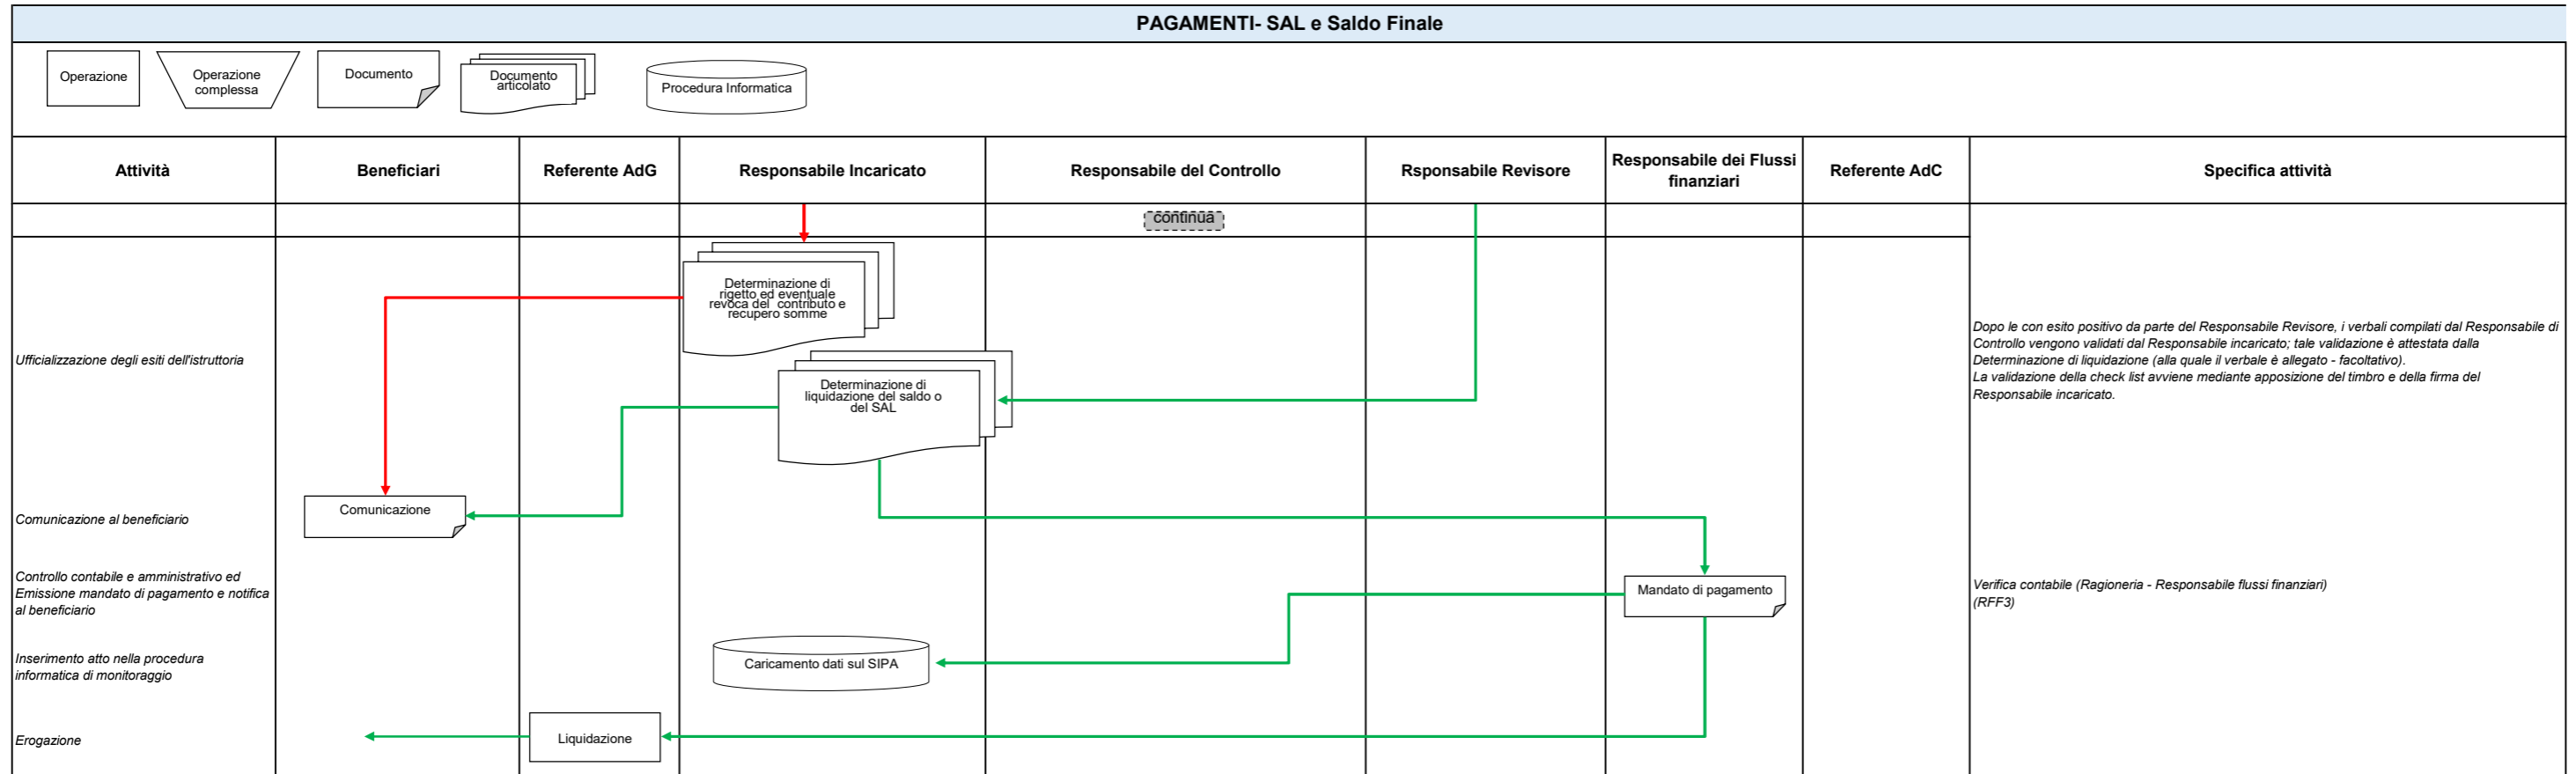 PAGAMENTI- SAL e Saldo Finale
Operazione
Operazione
complessa
Documento
Documento
articolato
Procedura Informatica
Attività
Beneficiari
Referente AdG
Responsabile Incaricato
Responsabile del Controllo
Rsponsabile Revisore
Responsabile dei Flussi
finanziari
Referente AdC
Specifica attività
continua
Determinazione di
rigetto ed eventuale
revoca del contributo e
recupero somme
Ufficializzazione degli esiti dell'istruttoria
Determinazione di
liquidazione del saldo o
del SAL
Dopo le con esito positivo da parte del Responsabile Revisore, i verbali compilati dal Responsabile di
Controllo vengono validati dal Responsabile incaricato; tale validazione è attestata dalla
Determinazione di liquidazione (alla quale il verbale è allegato - facoltativo).
La validazione della check list avviene mediante apposizione del timbro e della firma del
Responsabile incaricato.
Comunicazione al beneficiario
Comunicazione
Controllo contabile e amministrativo ed
Emissione mandato di pagamento e notifica
al beneficiario
Mandato di pagamento
Verifica contabile (Ragioneria - Responsabile flussi finanziari)
(RFF3)
Inserimento atto nella procedura
informatica di monitoraggio
Caricamento dati sul SIPA
Erogazione
Liquidazione